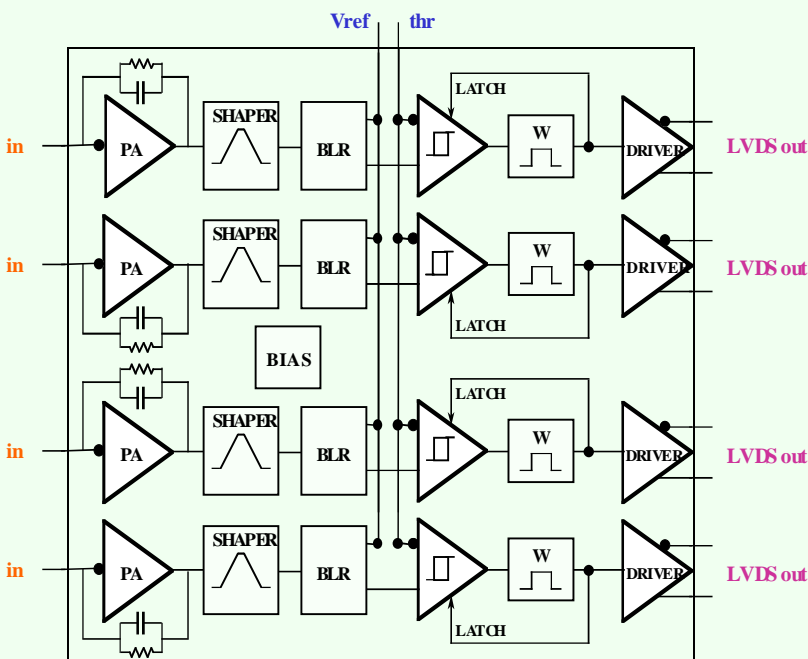 Vref thr
LATCH
in PA SHAPER BLR W DRIVER LVDS out
in PA SHAPER BLR W DRIVER LVDS out
LATCH
BIAS
LATCH
in PA SHAPER BLR W DRIVER LVDS out
in PA SHAPER BLR W DRIVER LVDS out
LATCH